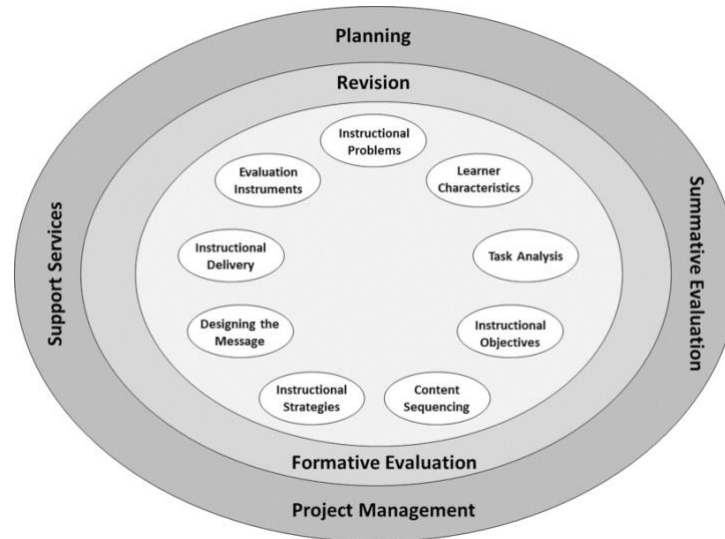 Planning
Revision
Instructional
Problems
Evaluation
Instruments
Learner
Characteristics
Support Services
Instructional
Delivery
Task Analysis
Summative Evaluation
Designing the
Message
Instructional
Objectives
Instructional
Strategies
Content
Sequencing
Formative Evaluation
Project Management